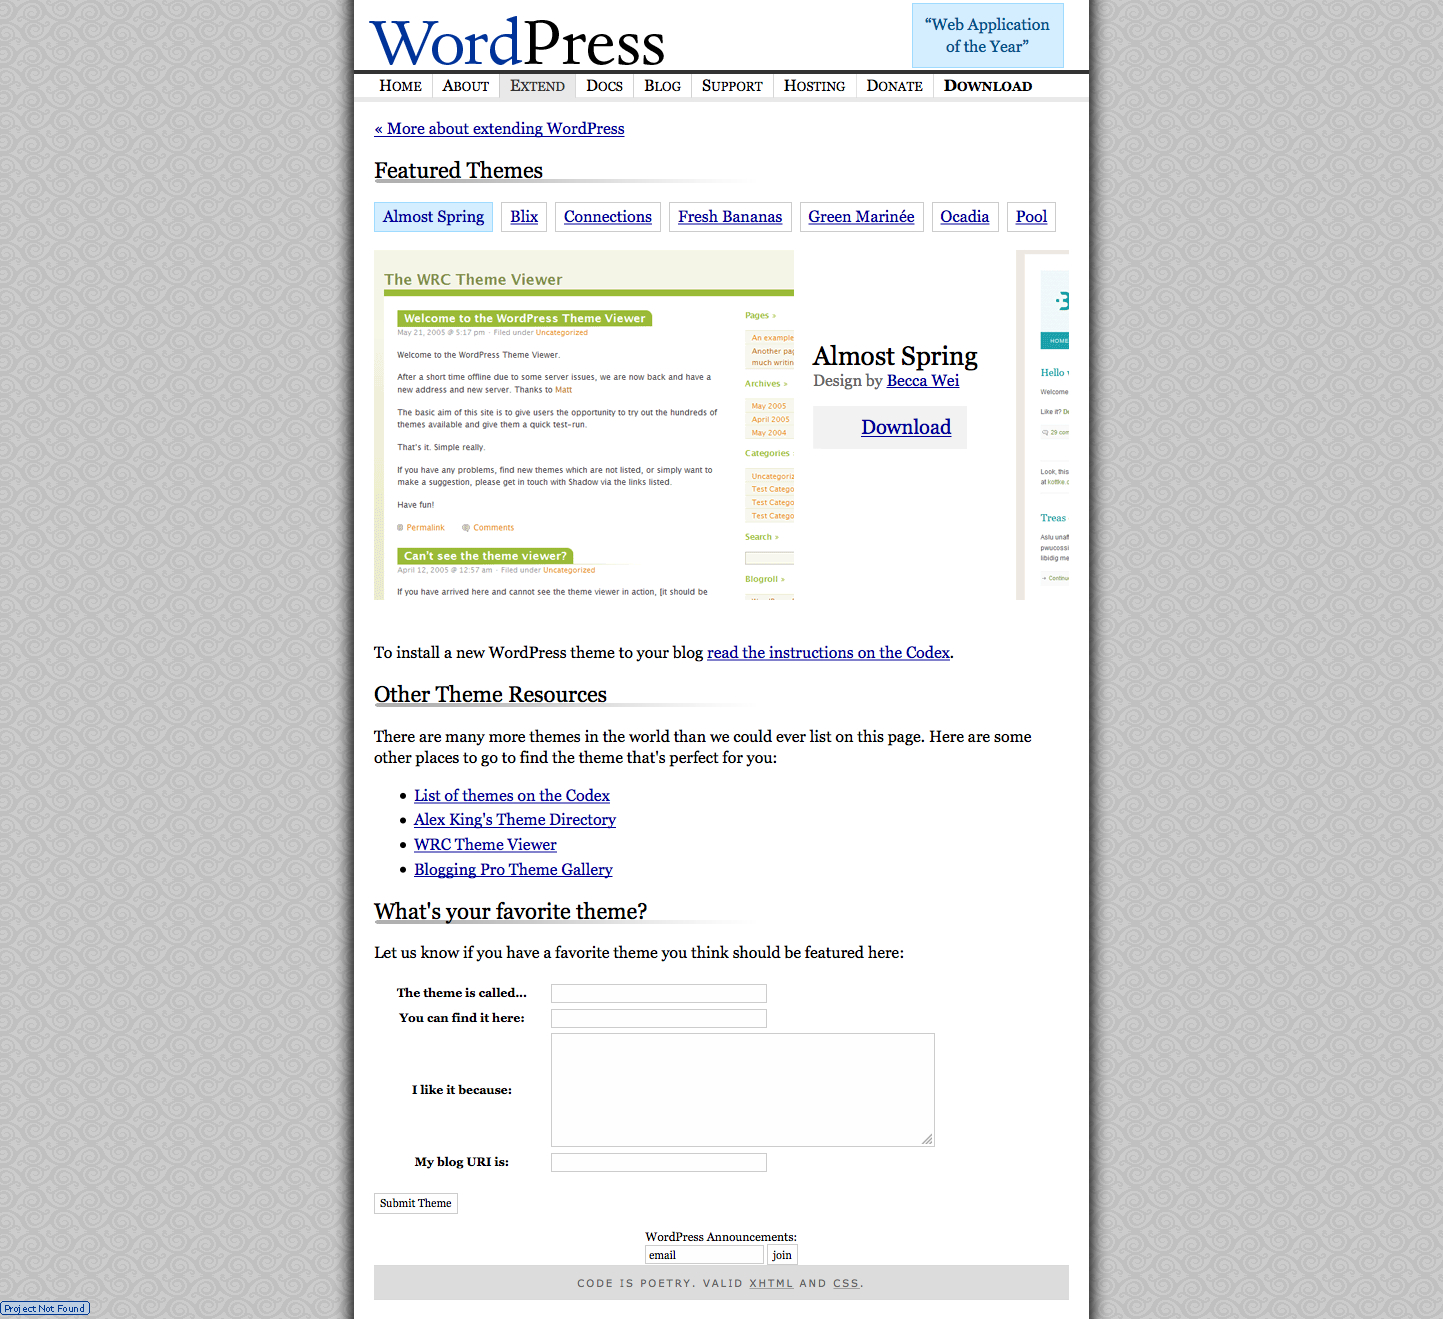 WordPress
“Web Application
of the Year”
Home About Extend Docs Blog Support Hosting Donate Download
« More about extending WordPress
Featured Themes
Almost Spring Blix Connections Fresh Bananas Green Marinée Ocadia Pool
The WRC Theme Viewer
Welcome to the WordPress Theme Viewer
May 21, 2005 @ 5:17 pm · Filed under Uncategorized
Welcome to the WordPress Theme Viewer.
After a short time offline due to some server issues, we are now back and have a
new address and new server. Thanks to Matt
The basic aim of this site is to give users the opportunity to try out the hundreds of
themes available and give them a quick test-run.
That's it. Simple really.
If you have any problems, find new themes which are not listed, or simply want to
make a suggestion, please get in touch with Shadow via the links listed.
Have fun!
Permalink Comments
Can't see the theme viewer?
April 12, 2005 @ 12:57 am · Filed under Uncategorized
If you have arrived here and cannot see the theme viewer in action, [it should be
Pages »
An example
Another pag
much writin
Archives »
May 2005
April 2005
May 2004
Categories
Uncategoriz
Test Catego
Test Catego
Test Catego
Search »
Blogroll »
Almost Spring
Design by Becca Wei
Download
HOME
Hello
Welcome
Like it? D
29 com
Look, this
at koffke.c
Treas
Aslu unaf
pwucossi
libidig me
Continu
To install a new WordPress theme to your blog read the instructions on the Codex.
Other Theme Resources
There are many more themes in the world than we could ever list on this page. Here are some
other places to go to find the theme that's perfect for you:
List of themes on the Codex
Alex King's Theme Directory
WRC Theme Viewer
Blogging Pro Theme Gallery
What's your favorite theme?
Let us know if you have a favorite theme you think should be featured here:
The theme is called...
You can find it here:
I like it because:
My blog URI is:
Submit Theme
WordPress Announcements:
email join
CODE IS POETRY. VALID XHTML AND CSS.
Project Not Found